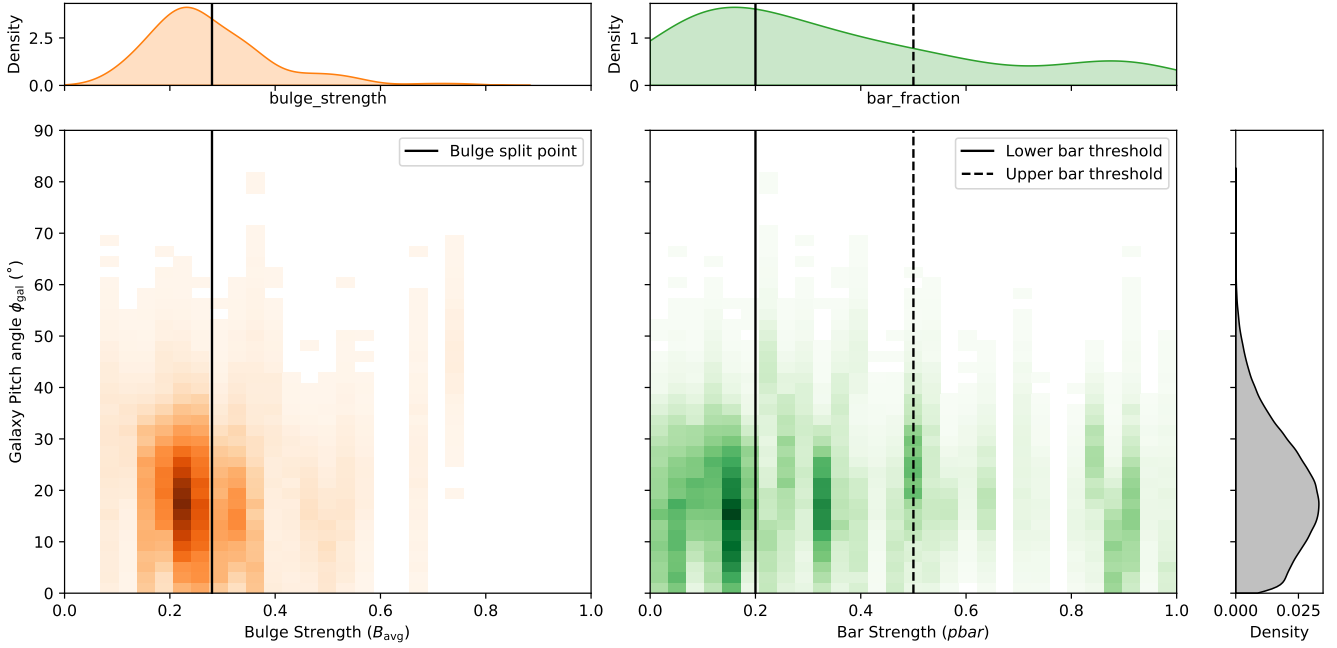 Density
2.5
0.0
bulge_strength
Density
1
0
bar_fraction
Galaxy Pitch angle ϕgal (°)
90
80
70
60
50
40
30
20
10
0
Bulge split point
0.0 0.2 0.4 0.6 0.8 1.0
Bulge Strength (Bavg)
Lower bar threshold
Upper bar threshold
0.0 0.2 0.4 0.6 0.8 1.0
Bar Strength (pbar)
0.000 0.025
Density